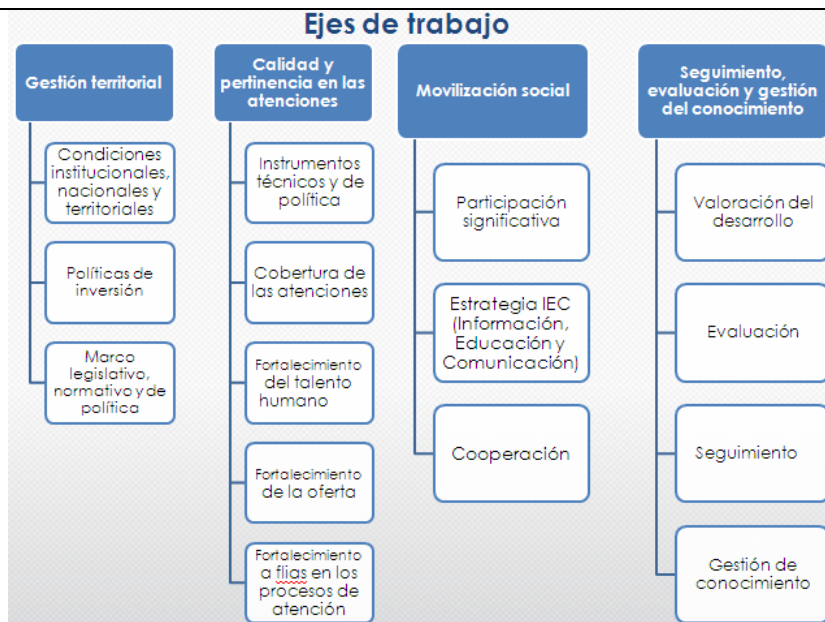 Ejes de trabajo
Gestión territorial
Condiciones
institucionales,
nacionales y
territoriales
Políticas de
inversión
Marco
legislativo,
normativo y de
política
Calidad y
pertinencia en las
atenciones
Instrumentos
técnicos y de
política
Cobertura de
las atenciones
Fortalecimiento
del talento
humano
Fortalecimiento
de la oferta
Fortalecimiento
a flias en los
procesos de
atención
Movilización social
Participación
significativa
Estrategia IEC
(Información,
Educación y
Comunicación)
Cooperación
Seguimiento,
evaluación y gestión
del conocimiento
Valoración del
desarrollo
Evaluación
Seguimiento
Gestión de
conocimiento